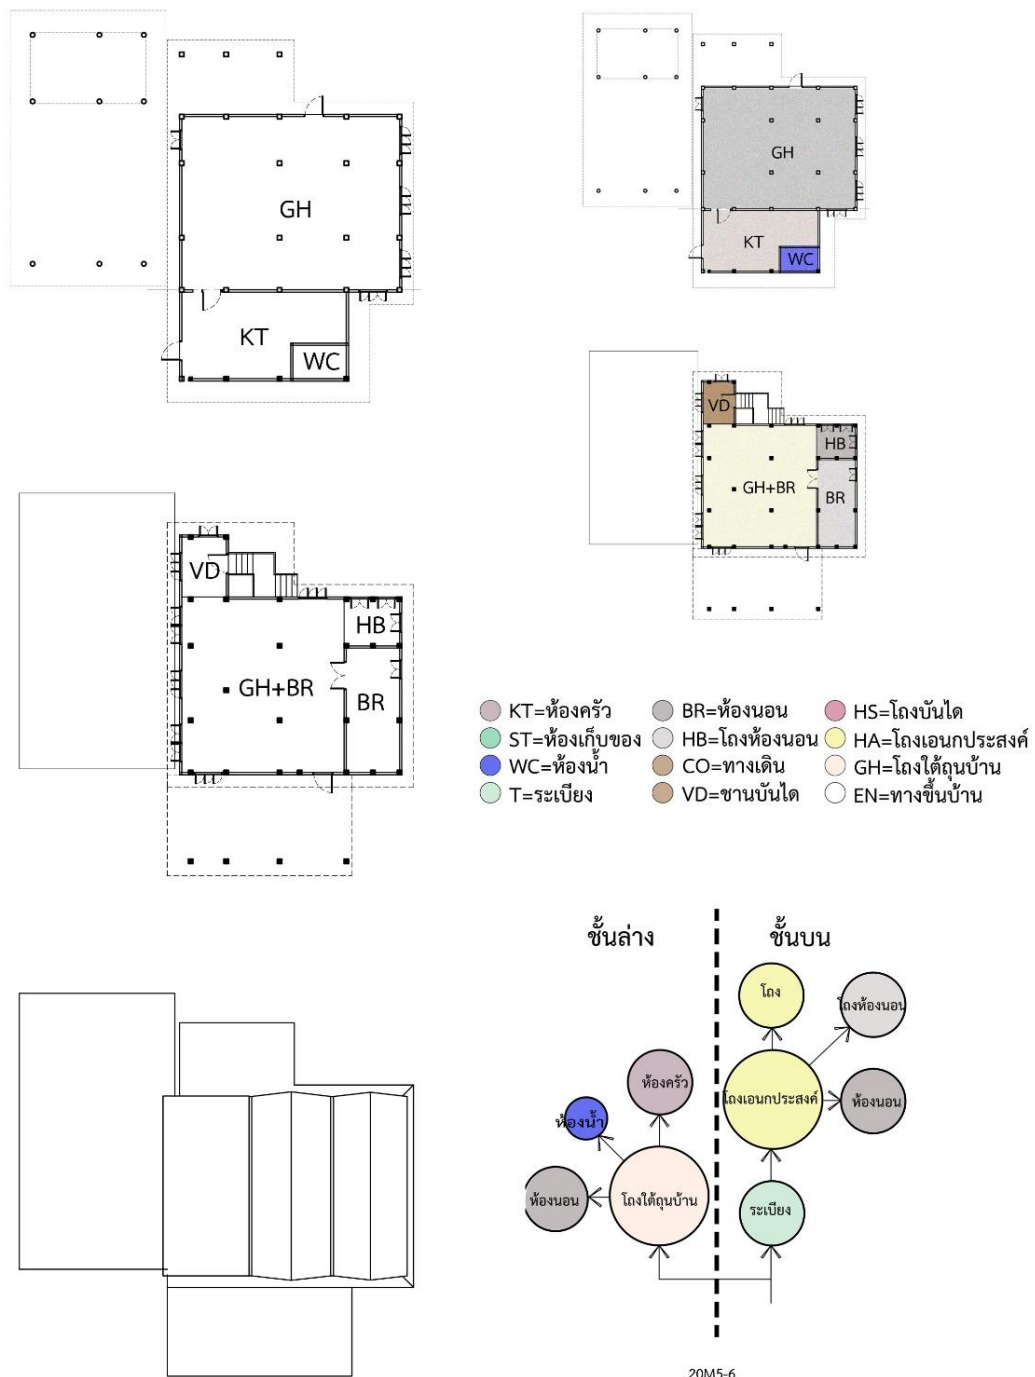 GH
KT
WC
GH
KT
WC
VD
HB
GH+BR
BR
VD
HB
GH+BR
BR
KT=ห้องครัว BR=ห้องนอน HS=โถงบันได
ST=ห้องเก็บของ HB=โถงห้องนอน HA=โถงเอนกประสงค์
WC=ห้องน้ำ CO=ทางเดิน GH=โถงใต้ถุนบ้าน
T=ระเบียง VD=ชานบันได EN=ทางขึ้นบ้าน
ชั้นล่าง ชั้นบน
โถง
โถงห้องนอน
ห้องครัว
โถงเอนกประสงค์
ห้องนอน
ห้องน้ำ
ห้องนอน
โถงใต้ถุนบ้าน
ระเบียง
20M5-6